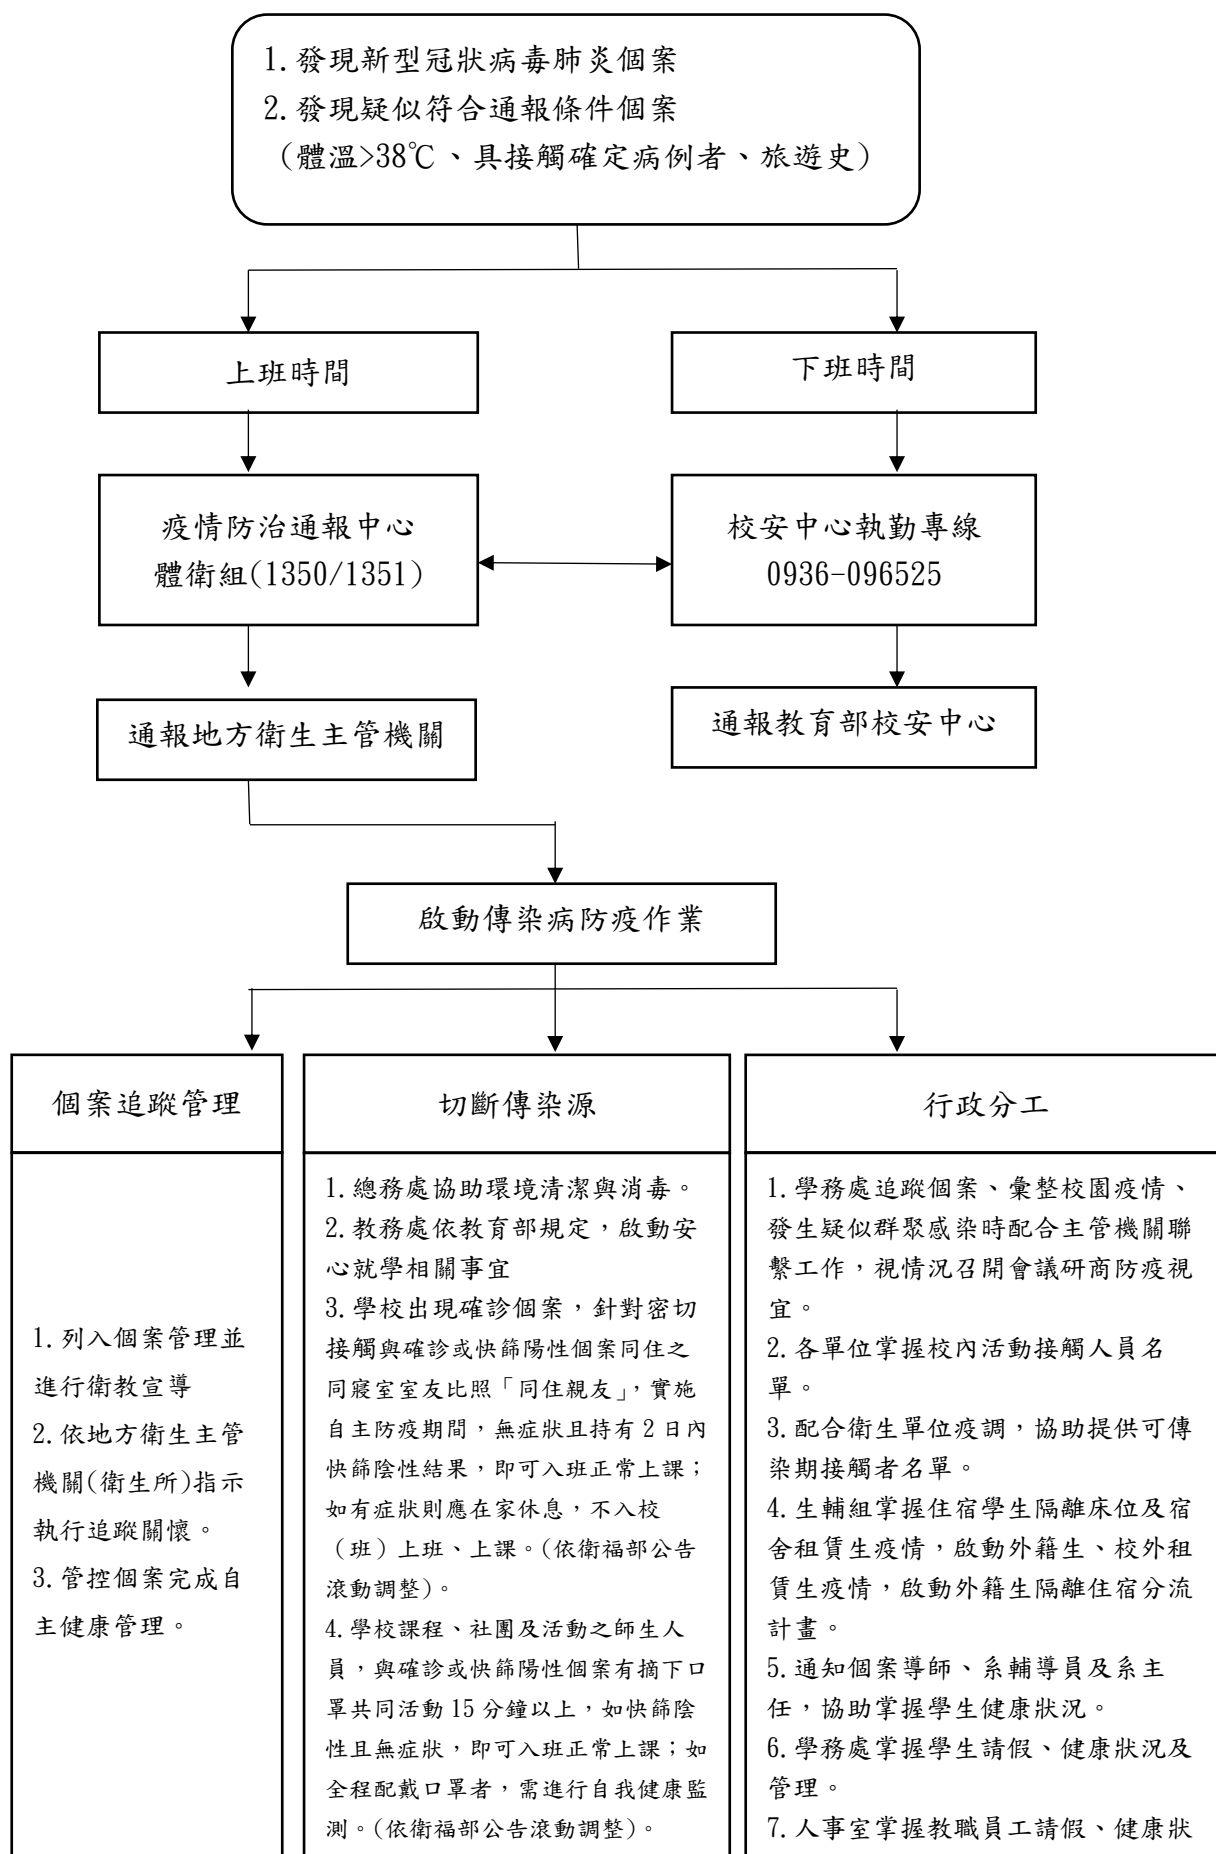 1.發現新型冠狀病毒肺炎個案
2.發現疑似符合通報條件個案
（體溫>38℃、具接觸確定病例者、旅遊史）
上班時間
下班時間
疫情防治通報中心
體衛組(1350/1351)
校安中心執勤專線
0936-096525
通報地方衛生主管機關
通報教育部校安中心
啟動傳染病防疫作業
個案追蹤管理
1.列入個案管理並
進行衛教宣導
2.依地方衛生主管
機關(衛生所)指示
執行追蹤關懷。
3.管控個案完成自
主健康管理。
切斷傳染源
1.總務處協助環境清潔與消毒。
2.教務處依教育部規定，啟動安
心就學相關事宜
3.學校出現確診個案，針對密切
接觸與確診或快篩陽性個案同住之
同寢室室友比照「同住親友」，實施
自主防疫期間，無症狀且持有 2 日內
快篩陰性結果，即可入班正常上課；
如有症狀則應在家休息，不入校
（班）上班、上課。(依衛福部公告
滾動調整)。
4.學校課程、社團及活動之師生人
員，與確診或快篩陽性個案有摘下口
罩共同活動 15 分鐘以上，如快篩陰
性且無症狀，即可入班正常上課；如
全程配戴口罩者，需進行自我健康監
測。(依衛福部公告滾動調整)。
行政分工
1.學務處追蹤個案、彙整校園疫情、
發生疑似群聚感染時配合主管機關聯
繫工作，視情況召開會議研商防疫視
宜。
2.各單位掌握校內活動接觸人員名
單。
3.配合衛生單位疫調，協助提供可傳
染期接觸者名單。
4.生輔組掌握住宿學生隔離床位及宿
舍租賃生疫情，啟動外籍生、校外租
賃生疫情，啟動外籍生隔離住宿分流
計畫。
5.通知個案導師、系輔導員及系主
任，協助掌握學生健康狀況。
6.學務處掌握學生請假、健康狀況及
管理。
7.人事室掌握教職員工請假、健康狀